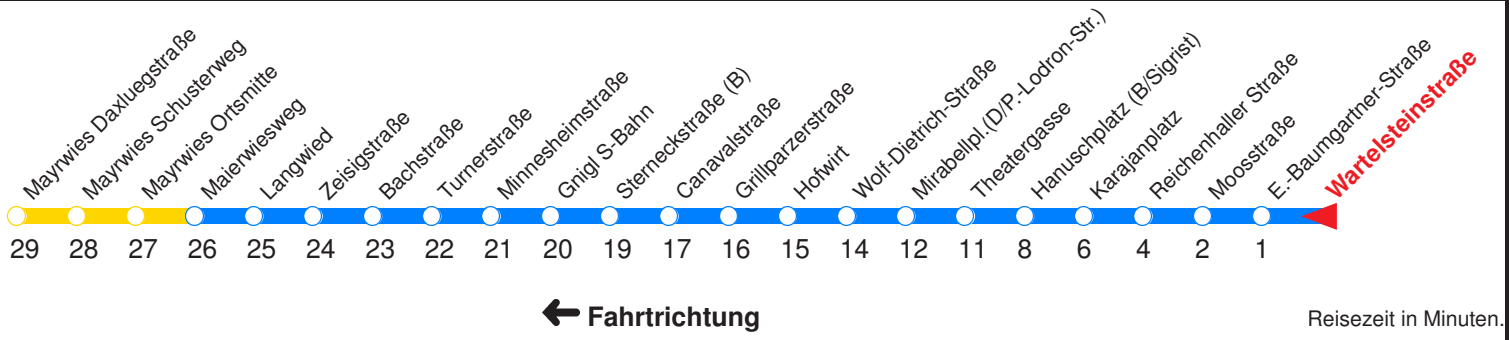 Mayrwies Daxluegstraße
Mayrwies Schusterweg
Mayrwies Ortsmitte
Maierwiesweg
Langwied
Zeisigstraße
Bachstraße
Turnerstraße
Minnesheimstraße
Gnigl S-Bahn
Sterneckstraße (B)
Canavalstraße
Grillparzerstraße
Hofwirt
Wolf-Dietrich-Straße
Mirabellpl.(D/P.-Lodron-Str.)
Theatergasse
Hanuschplatz (B/Sigrist)
Karajanplatz
Reichenhaller Straße
Moosstraße
E.-Baumgartner-Straße
Wartelsteinstraße
29 28 27 26 25 24 23 22 21 20 19 17 16 15 14 12 11 8 6 4 2 1
Fahrtrichtung
Reisezeit in Minuten.